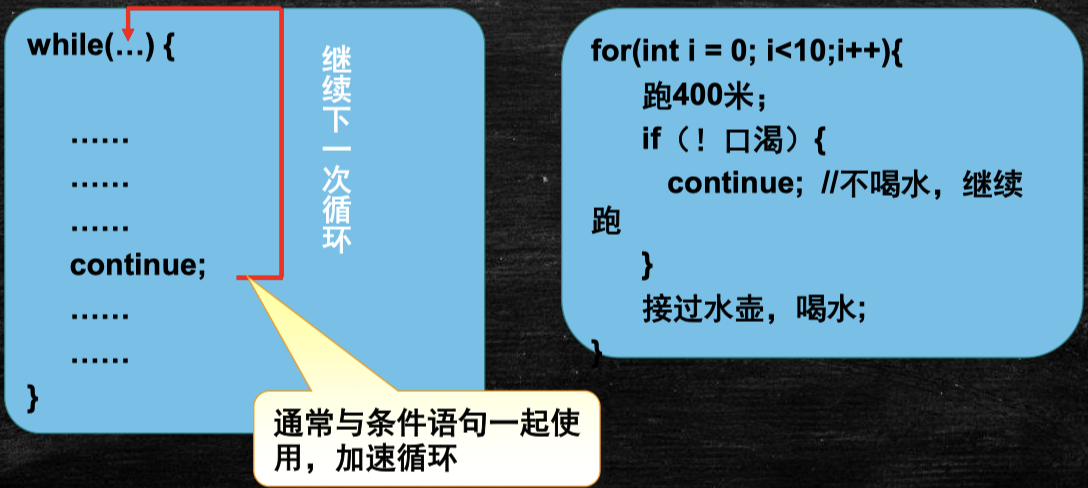 while(...) {
......
......
......
continue;
......
......
}
继续下一次循环
通常与条件语句一起使
用，加速循环
for(int i = 0; i<10;i++){
跑400米；
if（！口渴）{
continue;  //不喝水，继续
跑
}
接过水壶，喝水;
}